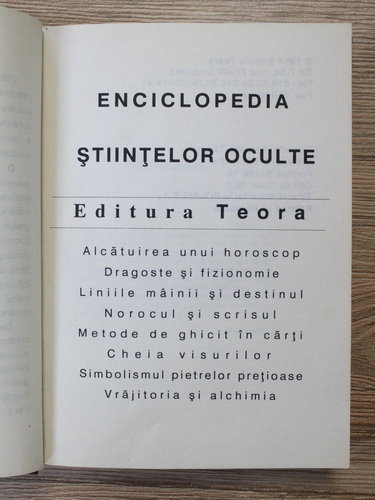 ENCICLOPEDIA
ŞTIINŢELOR OCULTE
Editura Teora
Alcătuirea unui horoscop
Dragoste şi fizionomie
Liniile mâinii şi destinul
Norocul şi scrisul
Metode de ghicit în cărţi
Cheia visurilor
Simbolismul pietrelor preţioase
Vrăjitoria şi alchimia